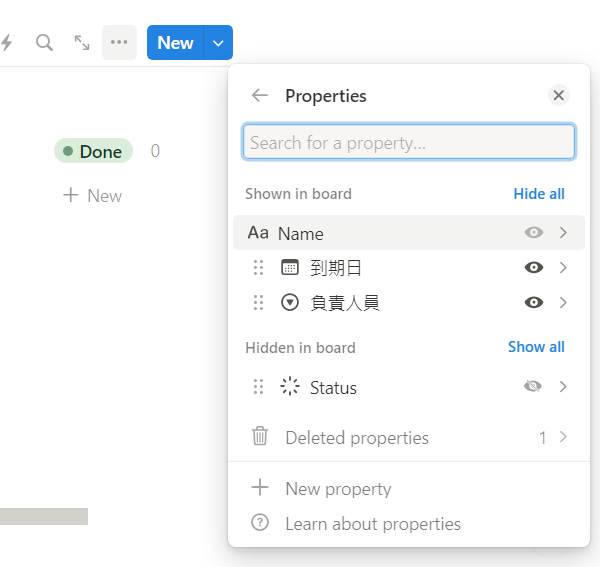 New
Properties
Done 0
Search for a property...
New
Shown in board Hide all
Aa Name
到期日
負責人員
Hidden in board Show all
Status
Deleted properties 1
New property
Learn about properties